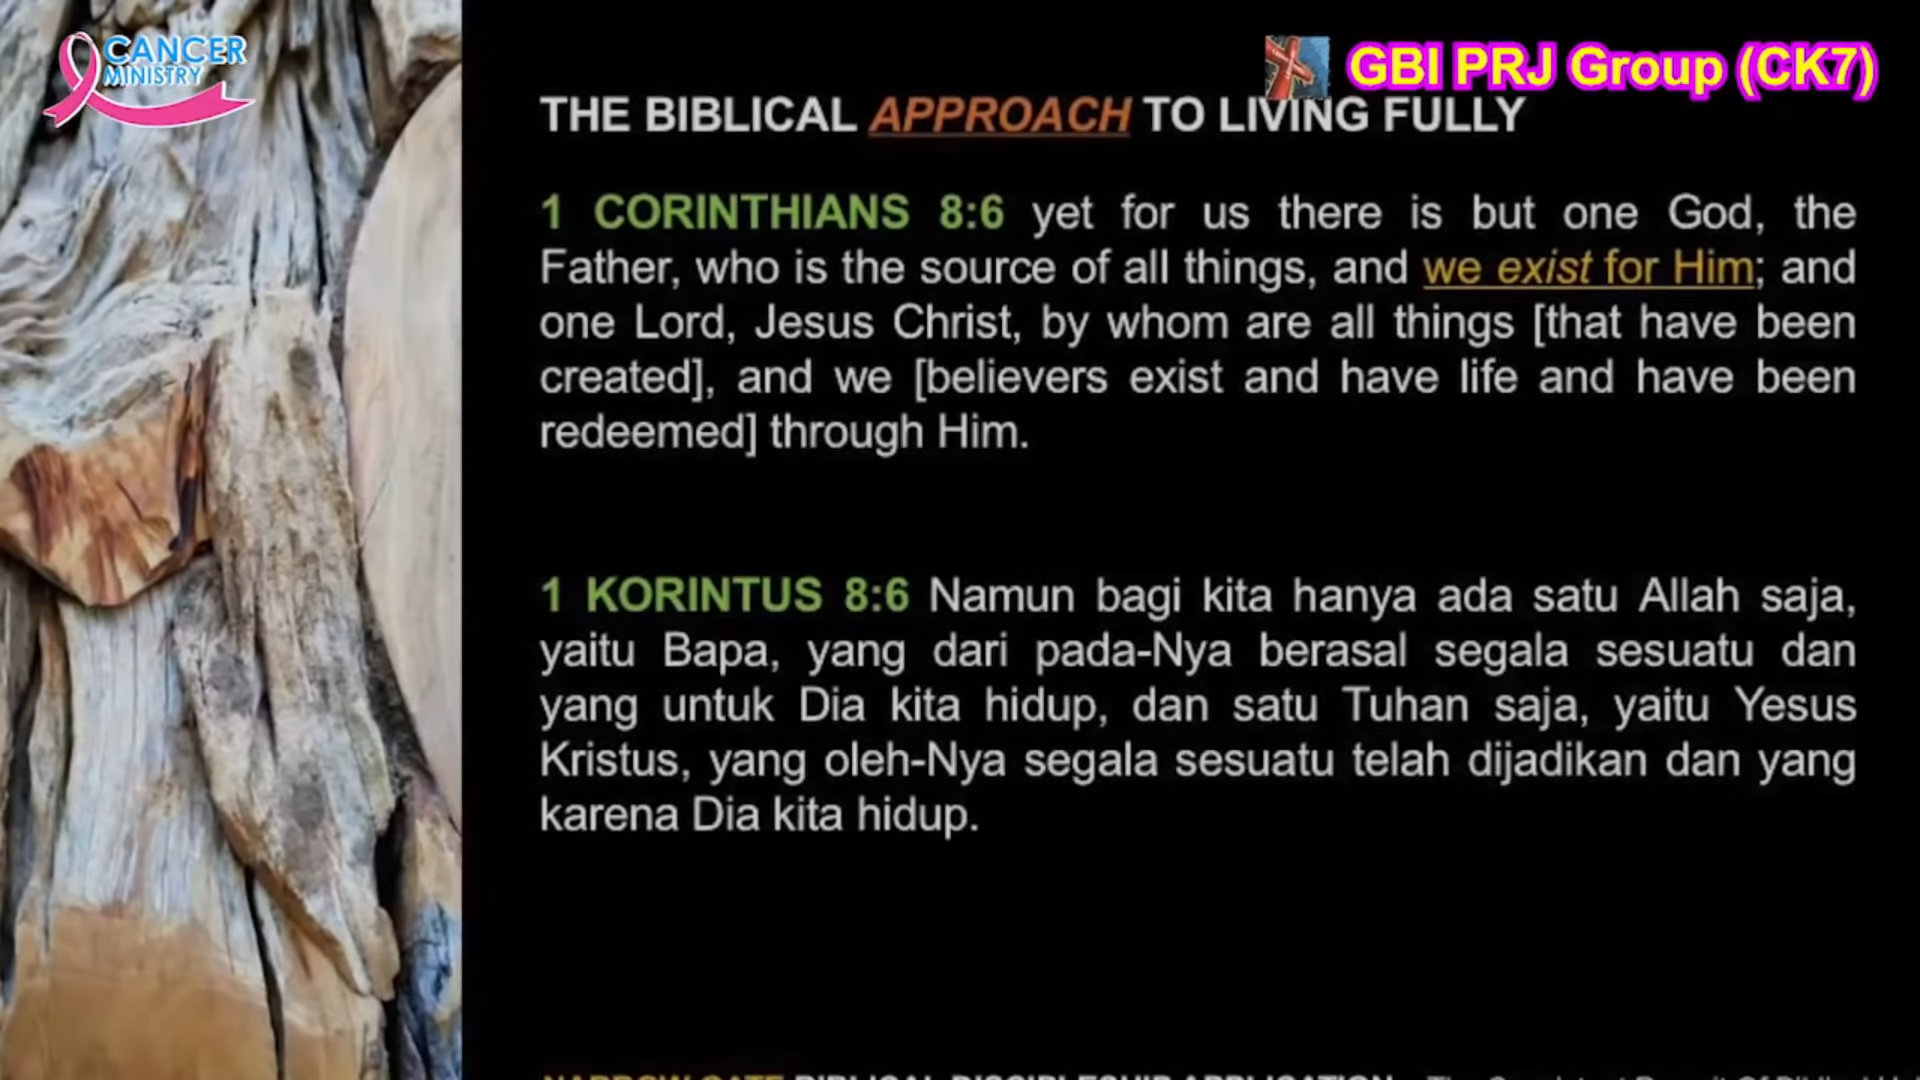 CANCER
MINISTRY
GBI PRJ Group (CK7)
THE BIBLICAL APPROACH TO LIVING FULLY
1 CORINTHIANS 8:6 yet for us there is but one God, the
Father, who is the source of all things, and we exist for Him; and
one Lord, Jesus Christ, by whom are all things [that have been
created], and we [believers exist and have life and have been
redeemed] through Him.
1 KORINTUS 8:6 Namun bagi kita hanya ada satu Allah saja,
yaitu Bapa, yang dari pada-Nya berasal segala sesuatu dan
yang untuk Dia kita hidup, dan satu Tuhan saja, yaitu Yesus
Kristus, yang oleh-Nya segala sesuatu telah dijadikan dan yang
karena Dia kita hidup.
NARROW GATE BIBLICAL DISCIPLESHIP APPLICATION